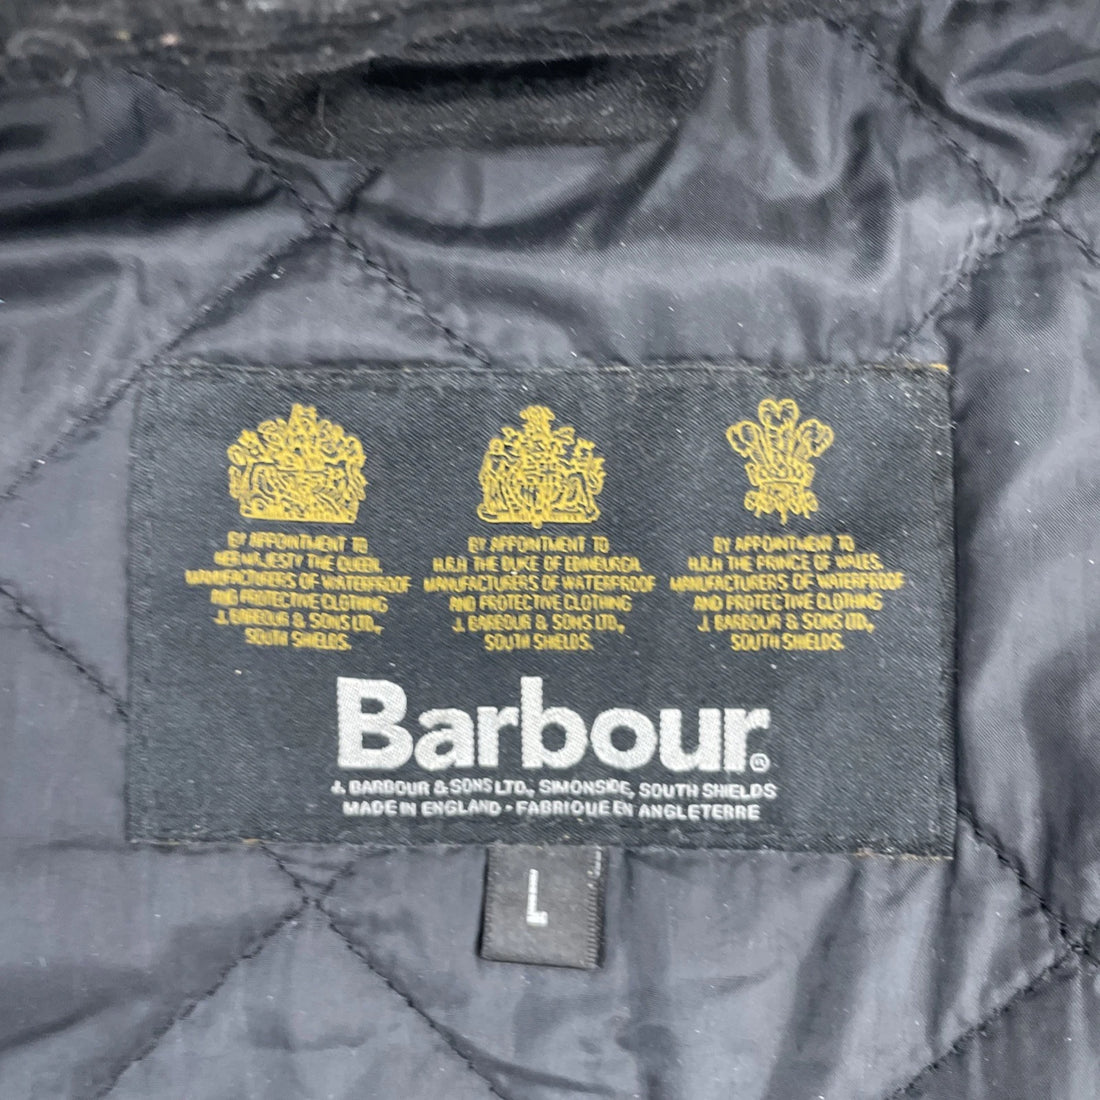 BY APPOINTMENT TO
HER MAJESTY THE QUEEN.
MANUFACTURERS OF WATERPROOF
AND PROTECTIVE CLOTHING
J. BARBOUR & SONS LTD.,
SOUTH SHIELDS.
BY APPOINTMENT TO
H.R.H. THE DUKE OF EDINBURGH.
MANUFACTURERS OF WATERPROOF
AND PROTECTIVE CLOTHING
J. BARBOUR & SONS LTD.,
SOUTH SHIELDS.
BY APPOINTMENT TO
H.R.H. THE PRINCE OF WALES.
MANUFACTURERS OF WATERPROOF
AND PROTECTIVE CLOTHING
J. BARBOUR & SONS LTD.,
SOUTH SHIELDS.
Barbour®
J. BARBOUR & SONS LTD., SIMONSIDE, SOUTH SHIELDS
MADE IN ENGLAND • FABRIQUE EN ANGLETERRE
L